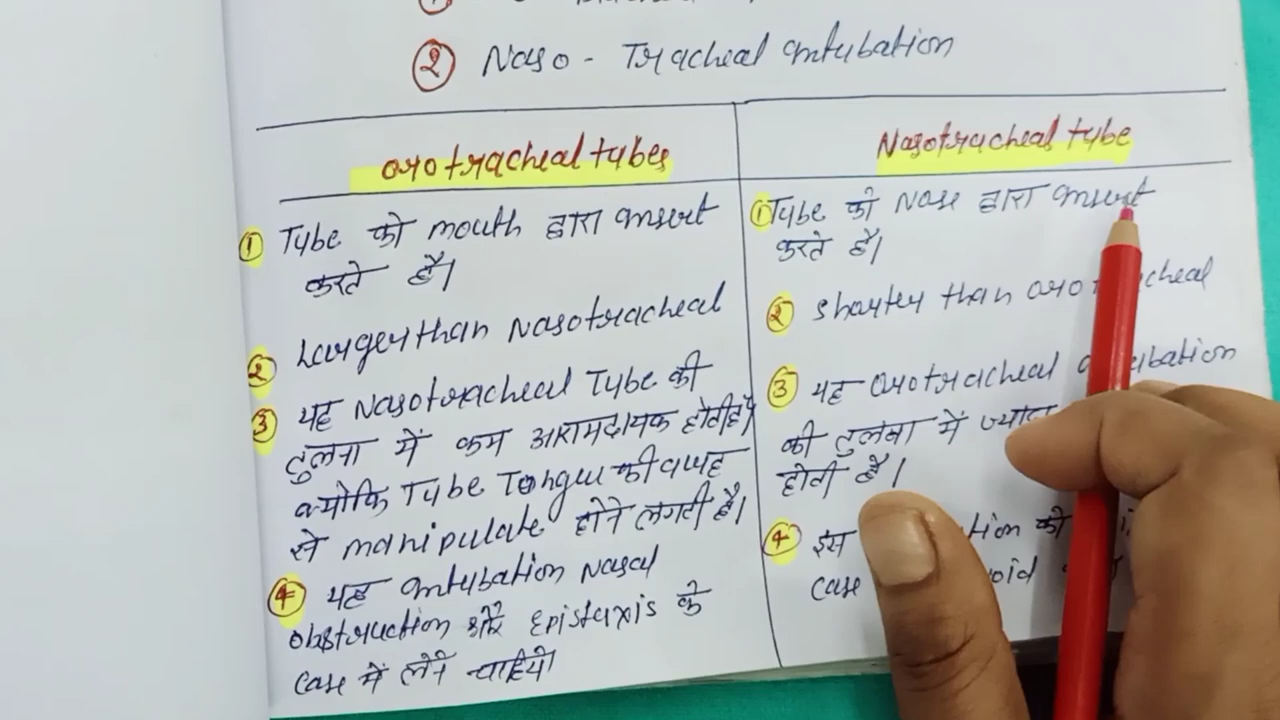 ② Naso - Tracheal intubation
orotracheal tubes
① Tube को mouth द्वारा insert
करते हैं।
② Larger than Nasotracheal
③ यह Nasotracheal Tube की
तुलना में कम आरामदायक होती है।
क्योकि Tube Tongue की वजह
से manipulate होने लगती है।
④ यह intubation Nasal
obstruction और Epistaxis के
case में लेने चाहिये
Nasotracheal tube
① Tube को Nose द्वारा insert
करते हैं।
② shorter than
③ यह orotracheal
की तुलना में
होती है।
④ इस
case